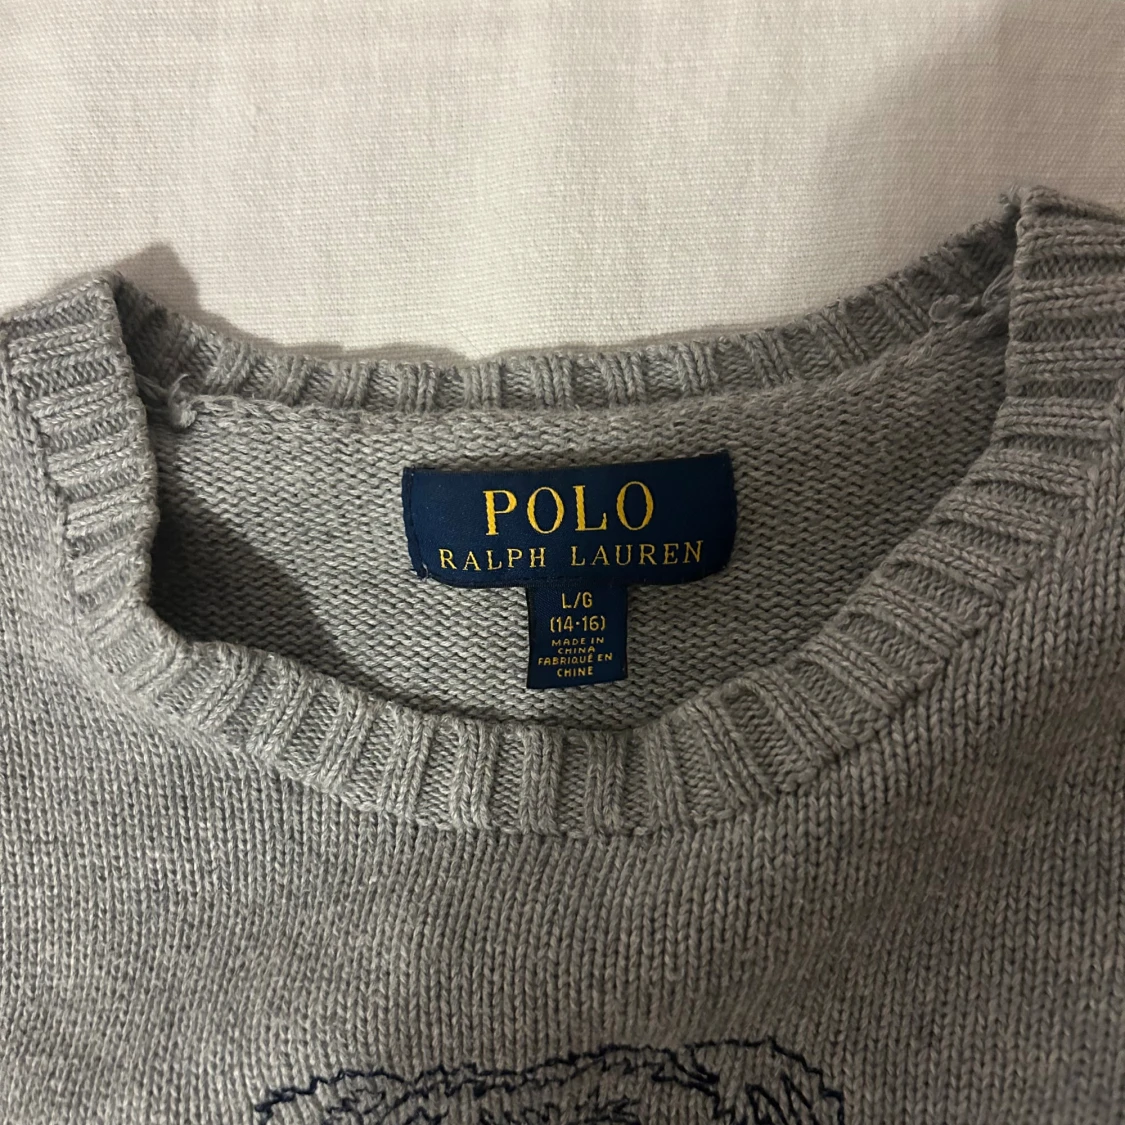 POLO
RALPH LAUREN
L/G
(14-16)
MADE IN
CHINA
FABRIQUÉ EN
CHINE